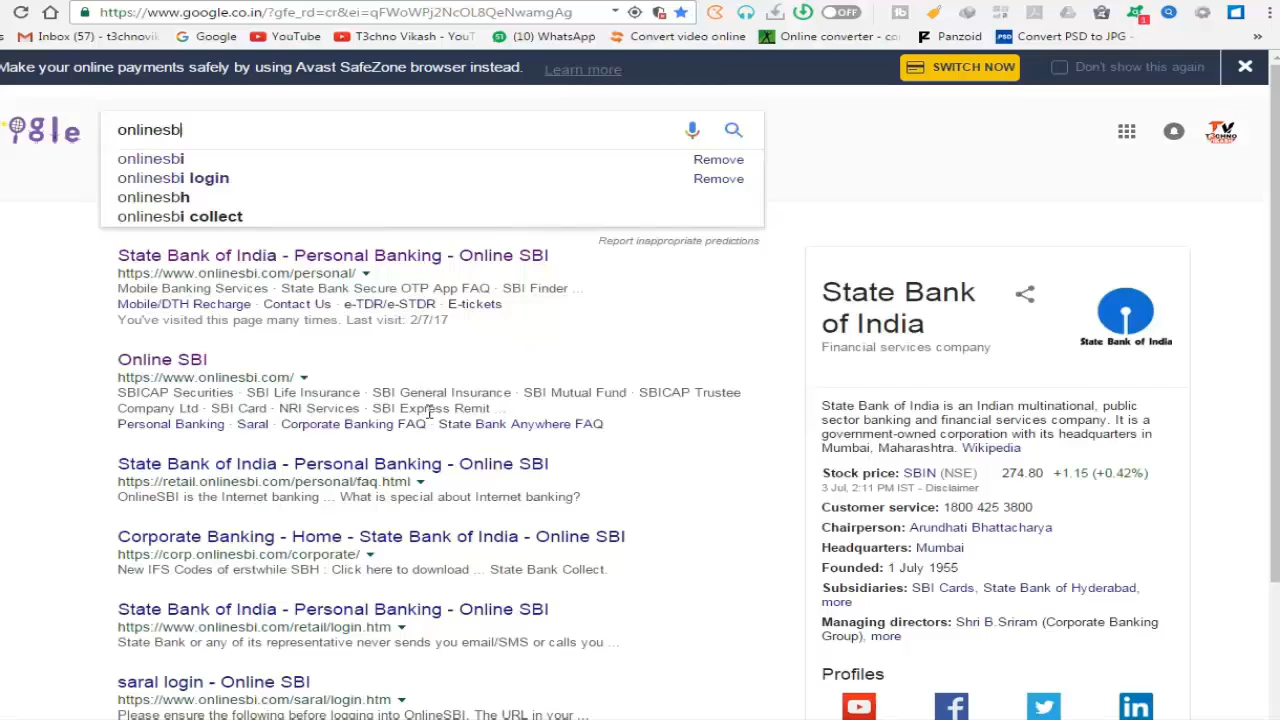 https://www.google.co.in/?gfe_rd=cr&ei=qFWoWPj2NcOL8QeNwamgAg
OFF
1
Inbox (57) - t3chnovik
Google
YouTube
T3chno Vikash - YouT
(10) WhatsApp
Convert video online
Online converter - co
Panzoid
PSD
Convert PSD to JPG -
»
Make your online payments safely by using Avast SafeZone browser instead.
Learn more
SWITCH NOW
Don't show this again
gle
onlinesb
onlinesbi
Remove
onlinesbi login
Remove
onlinesbh
onlinesbi collect
Report inappropriate predictions
State Bank of India - Personal Banking - Online SBI
https://www.onlinesbi.com/personal/
Mobile Banking Services · State Bank Secure OTP App FAQ · SBI Finder ...
Mobile/DTH Recharge · Contact Us · e-TDR/e-STDR · E-tickets
You've visited this page many times. Last visit: 2/7/17
Online SBI
https://www.onlinesbi.com/
SBICAP Securities · SBI Life Insurance · SBI General Insurance · SBI Mutual Fund · SBICAP Trustee
Company Ltd · SBI Card · NRI Services · SBI Express Remit ...
Personal Banking · Saral · Corporate Banking FAQ · State Bank Anywhere FAQ
State Bank of India - Personal Banking - Online SBI
https://retail.onlinesbi.com/personal/faq.html
OnlineSBI is the Internet banking ... What is special about Internet banking?
Corporate Banking - Home - State Bank of India - Online SBI
https://corp.onlinesbi.com/corporate/
New IFS Codes of erstwhile SBH : Click here to download ... State Bank Collect.
State Bank of India - Personal Banking - Online SBI
https://www.onlinesbi.com/retail/login.htm
State Bank or any of its representative never sends you email/SMS or calls you ...
saral login - Online SBI
https://www.onlinesbi.com/saral/login.htm
Please ensure the following before logging into OnlineSBI. The URL in your ...
State Bank
of India
Financial services company
State Bank of India
State Bank of India is an Indian multinational, public
sector banking and financial services company. It is a
government-owned corporation with its headquarters in
Mumbai, Maharashtra. Wikipedia
Stock price: SBIN (NSE) 274.80 +1.15 (+0.42%)
3 Jul, 2:11 PM IST - Disclaimer
Customer service: 1800 425 3800
Chairperson: Arundhati Bhattacharya
Headquarters: Mumbai
Founded: 1 July 1955
Subsidiaries: SBI Cards, State Bank of Hyderabad,
more
Managing directors: Shri B.Sriram (Corporate Banking
Group), more
Profiles